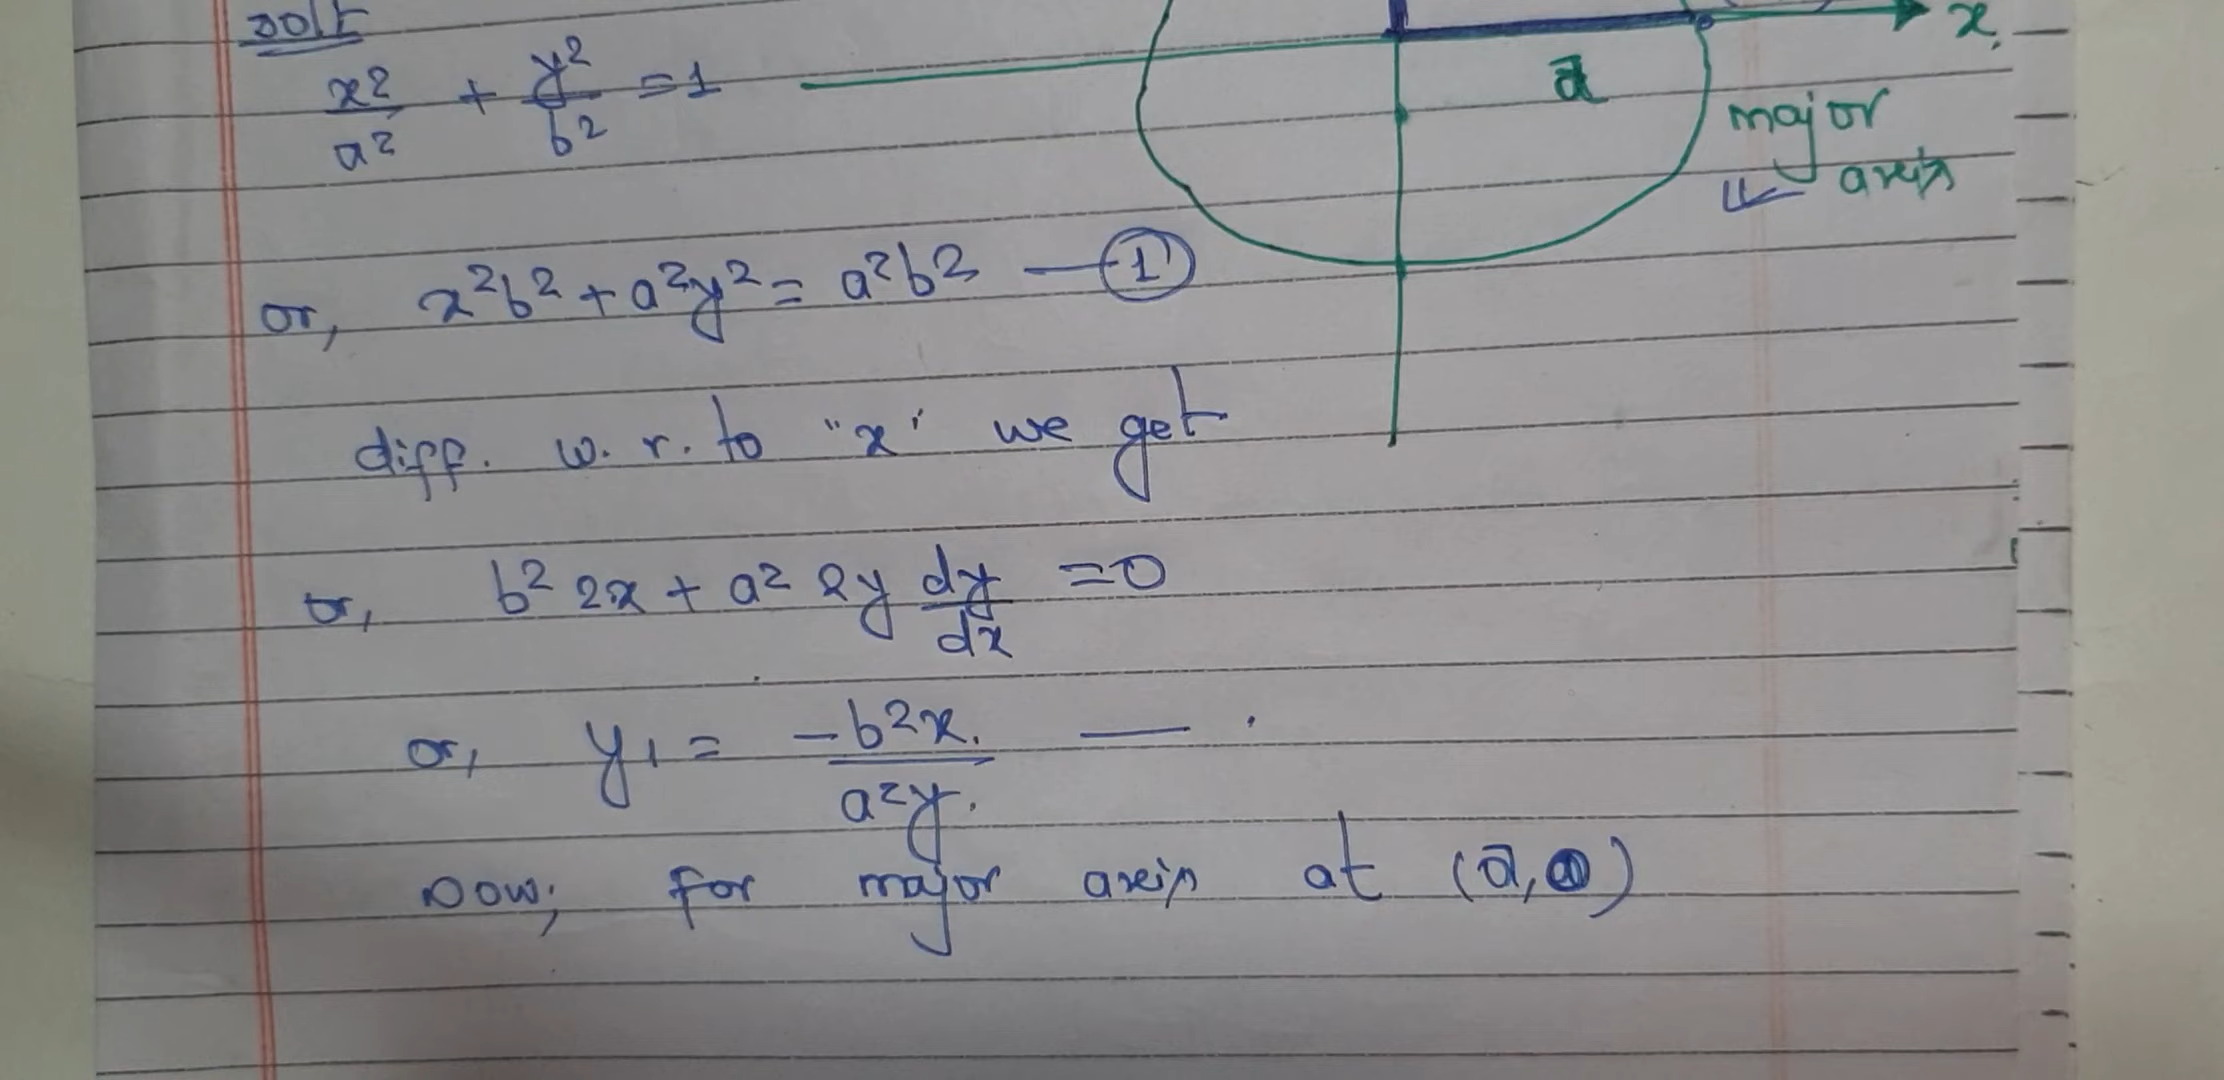 Solⁿ
x²/a² + y²/b² = 1
x
a
major
axis
or, x²b² + a²y² = a²b² — ①
diff. w. r. to "x" we get
or, b² 2x + a² 2y dy/dx = 0
or, y₁ = -b²x. / a²y. —
Now; for major axis at (a, 0)